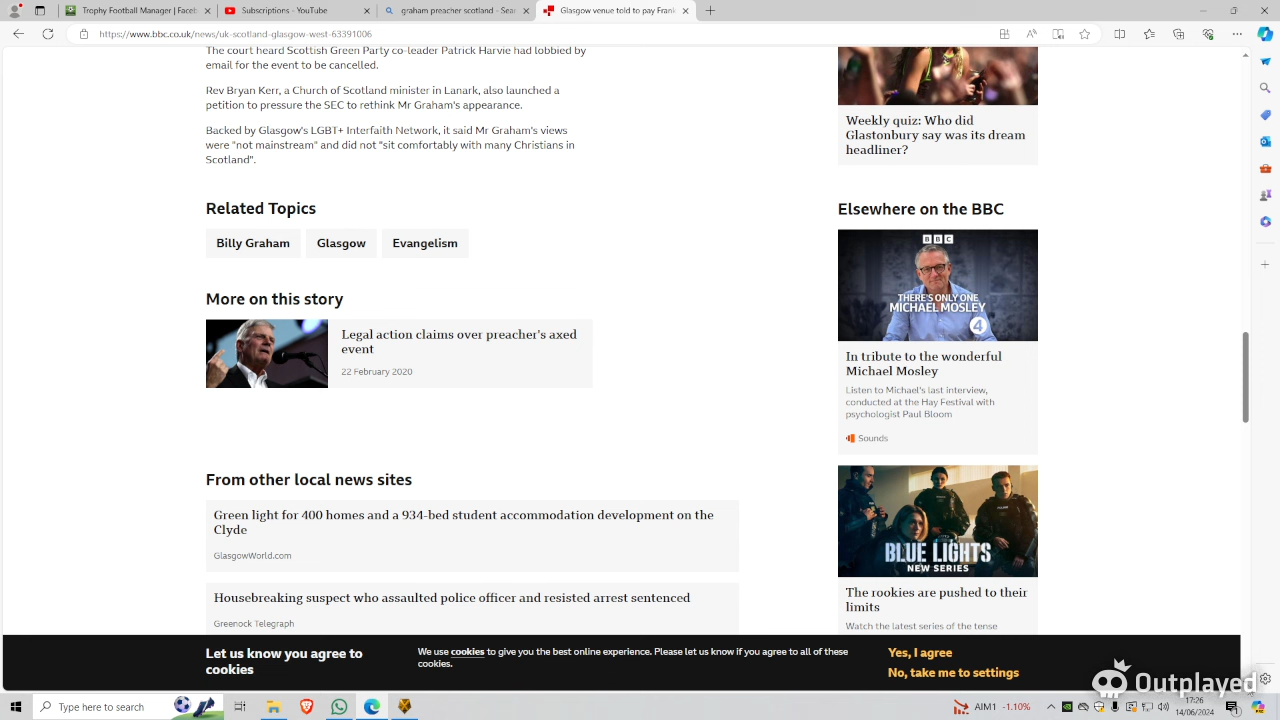 Trophy Football Manager | Faceb
Subscriptions - YouTube
graham preacher scotland - Sear
Glasgow venue told to pay Frank
https://www.bbc.co.uk/news/uk-scotland-glasgow-west-63391006
The court heard Scottish Green Party co-leader Patrick Harvie had lobbied by
email for the event to be cancelled.
Rev Bryan Kerr, a Church of Scotland minister in Lanark, also launched a
petition to pressure the SEC to rethink Mr Graham's appearance.
Backed by Glasgow's LGBT+ Interfaith Network, it said Mr Graham's views
were "not mainstream" and did not "sit comfortably with many Christians in
Scotland".
Related Topics
Billy Graham
Glasgow
Evangelism
More on this story
Legal action claims over preacher's axed
event
22 February 2020
From other local news sites
Green light for 400 homes and a 934-bed student accommodation development on the
Clyde
GlasgowWorld.com
Housebreaking suspect who assaulted police officer and resisted arrest sentenced
Greenock Telegraph
Weekly quiz: Who did
Glastonbury say was its dream
headliner?
Elsewhere on the BBC
BBC
THERE'S ONLY ONE
MICHAEL MOSLEY
4
In tribute to the wonderful
Michael Mosley
Listen to Michael's last interview,
conducted at the Hay Festival with
psychologist Paul Bloom
Sounds
BLUE LIGHTS
NEW SERIES
The rookies are pushed to their
limits
Watch the latest series of the tense
Let us know you agree to
cookies
We use cookies to give you the best online experience. Please let us know if you agree to all of these
cookies.
Yes, I agree
No, take me to settings
Outplayed
Type here to search
AIM1 -1.10%
17:26
14/06/2024